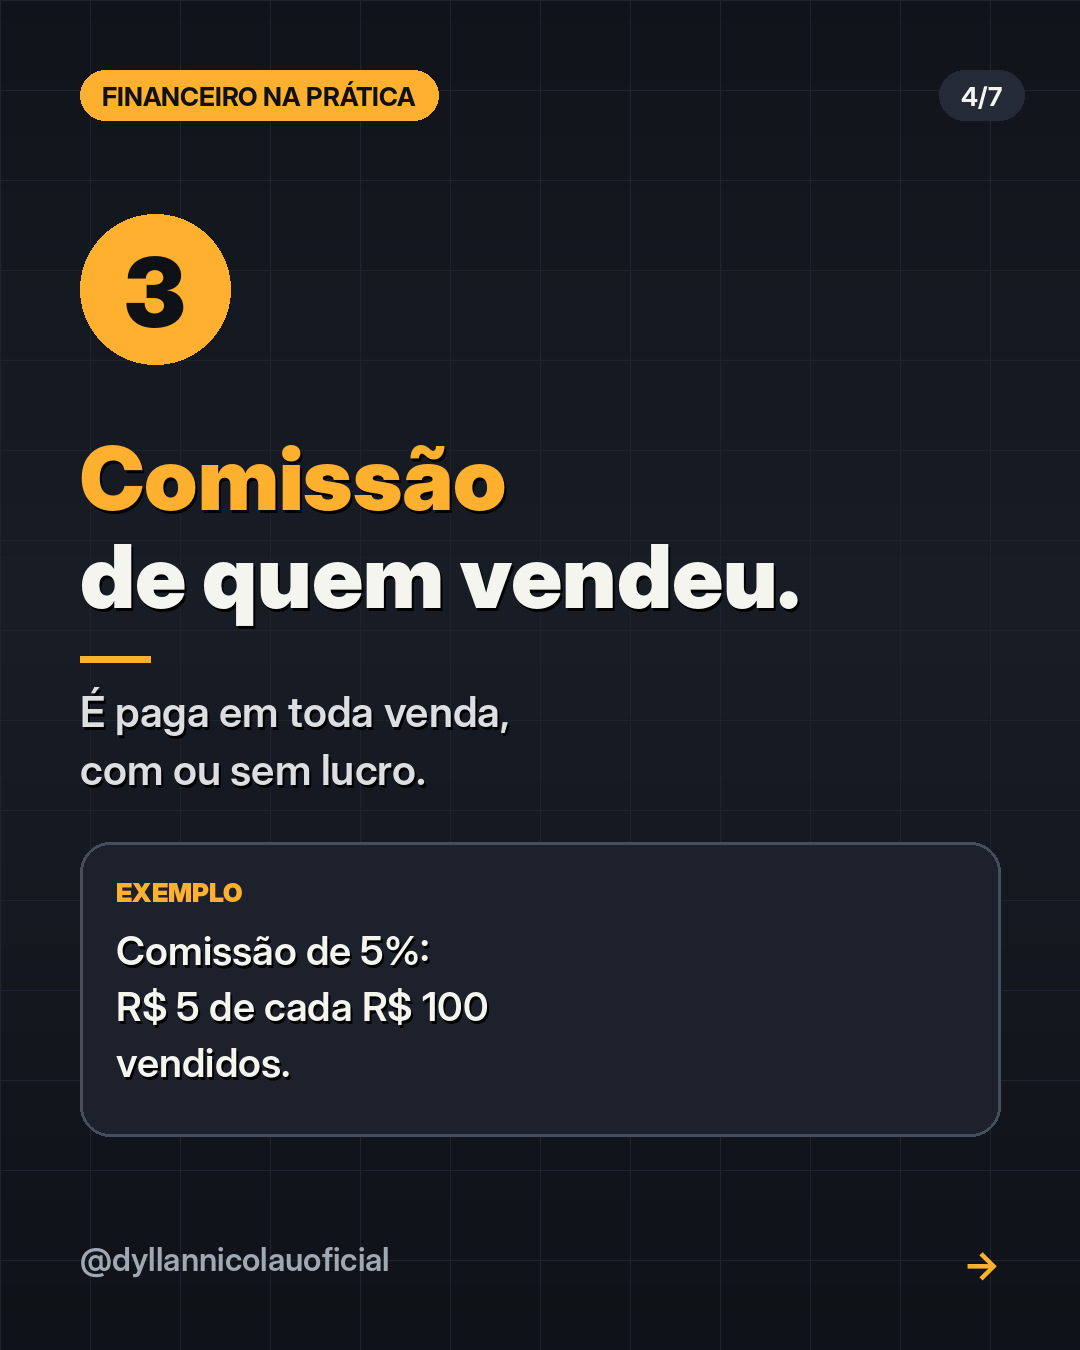 FINANCEIRO NA PRÁTICA
4/7
3
Comissão
de quem vendeu.
É paga em toda venda,
com ou sem lucro.
EXEMPLO
Comissão de 5%:
R$ 5 de cada R$ 100
vendidos.
@dyllannicolauoficial
→